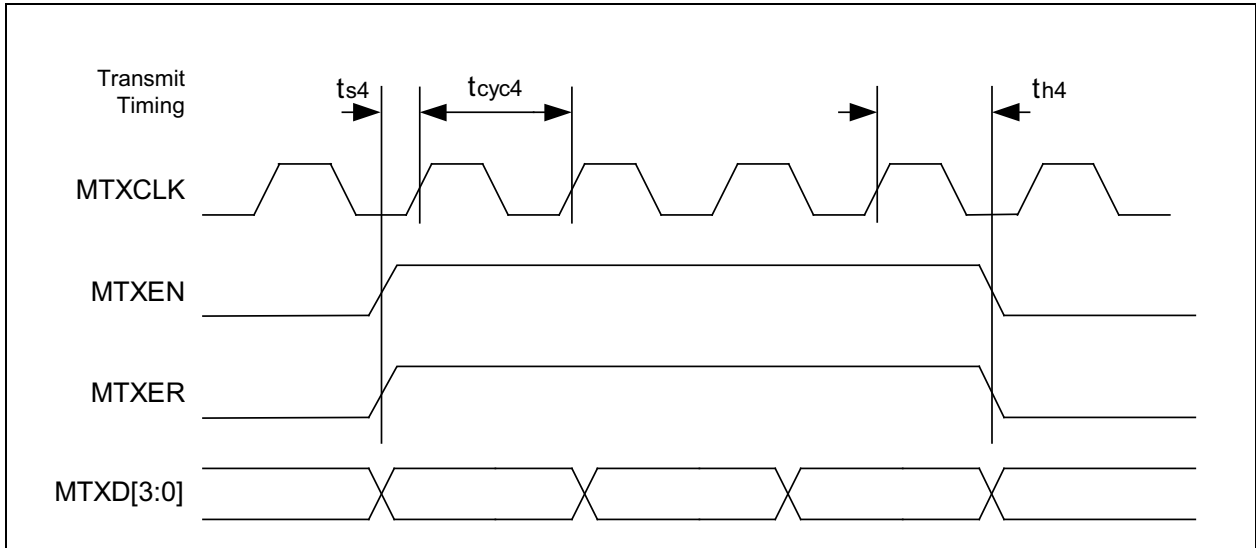 Transmit
Timing
ts4
tcyc4
th4
MTXCLK
MTXEN
MTXER
MTXD[3:0]